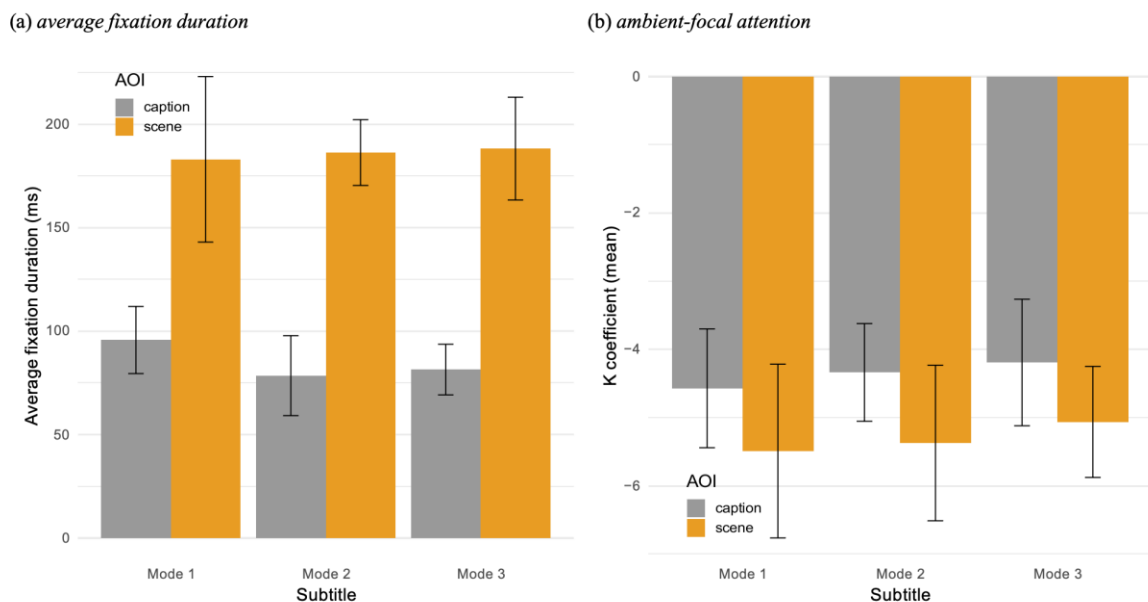 (a) average fixation duration
AOI
caption
scene
200
150
100
50
0
Average fixation duration (ms)
Mode 1
Mode 2
Mode 3
Subtitle
(b) ambient-focal attention
0
−2
−4
−6
K coefficient (mean)
AOI
caption
scene
Mode 1
Mode 2
Mode 3
Subtitle